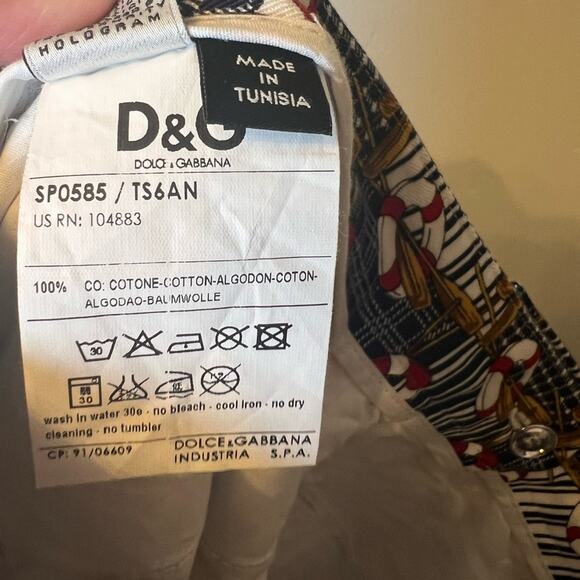 HOLOGRAM
MADE
IN
TUNISIA
D&G
DOLCE & GABBANA
SP0585 / TS6AN
US RN: 104883
100% CO: COTONE-COTTON-ALGODON-COTON-
ALGODAO-BAUMWOLLE
30
30
wash in water 30e - no bleach - cool iron - no dry
cleaning - no tumbler
CP: 91/06609
DOLCE&GABBANA
INDUSTRIA S.P.A.